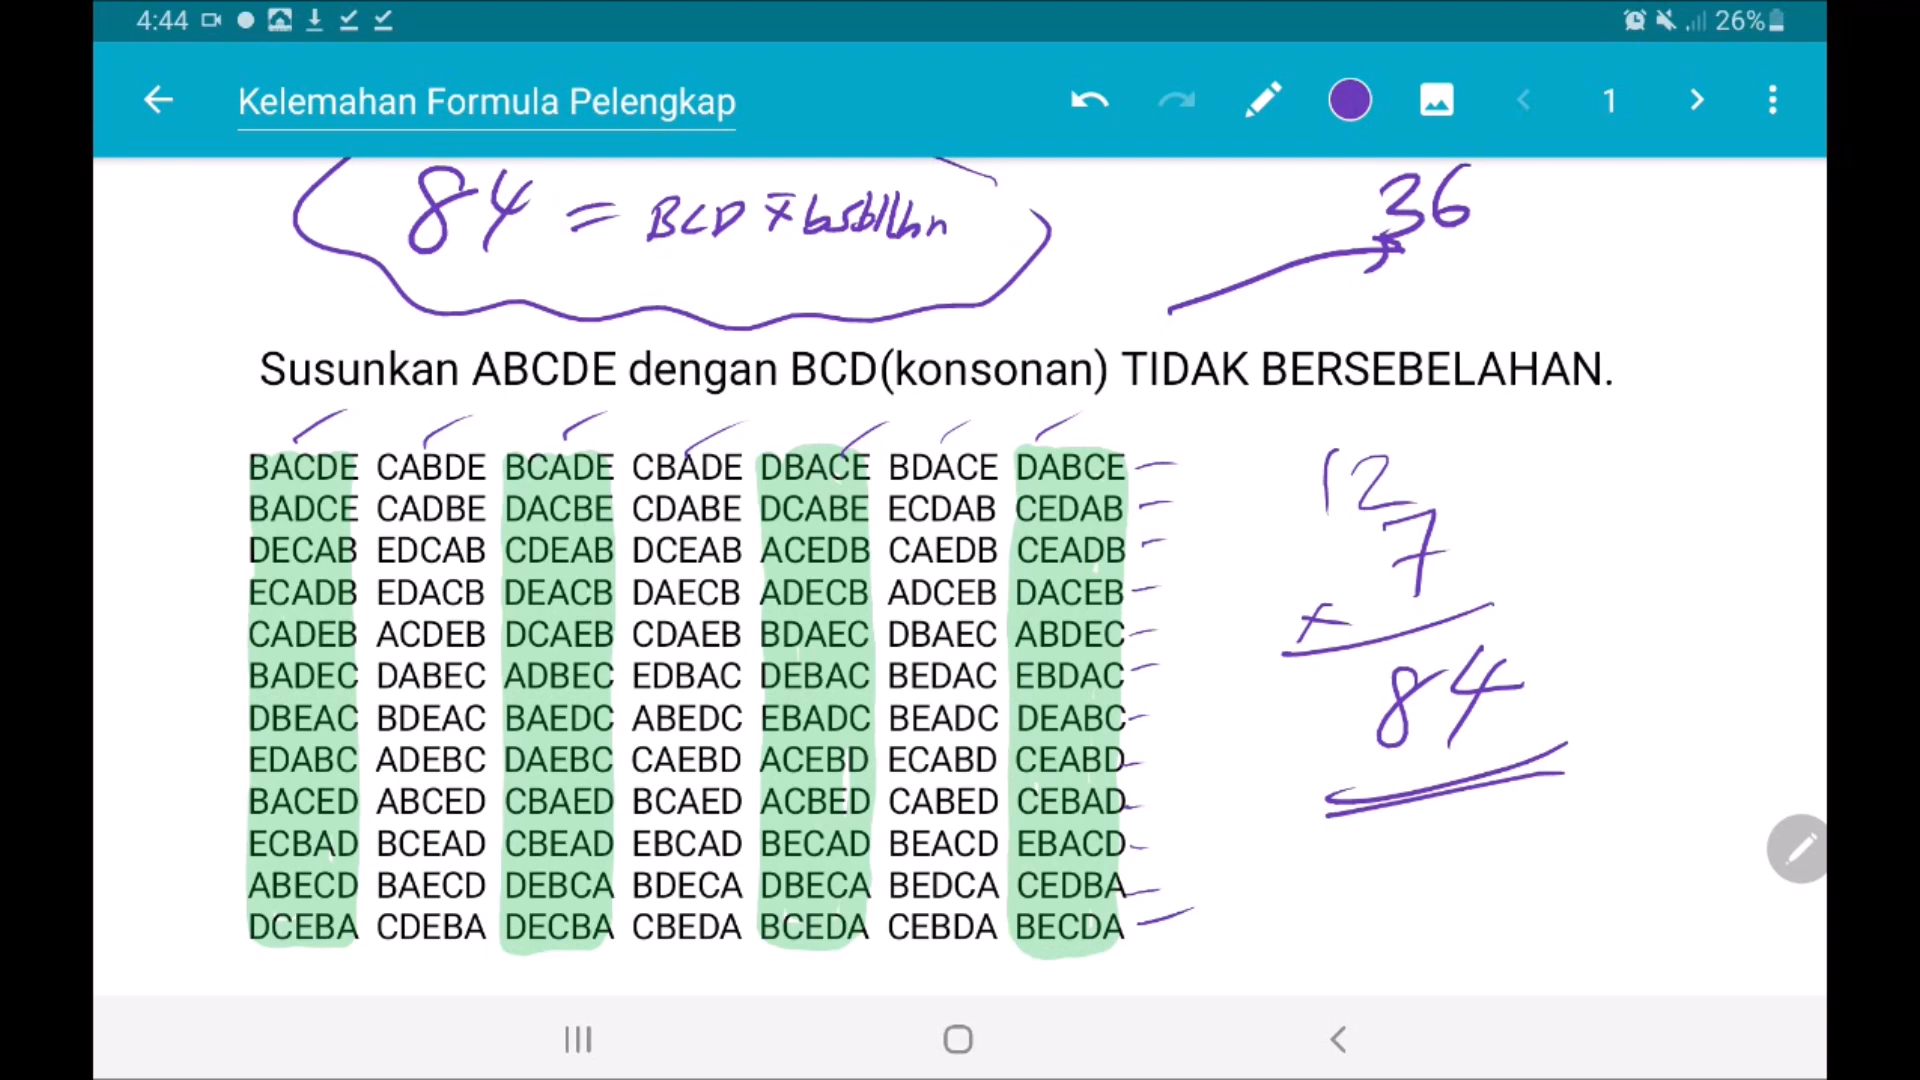 4:44 26%
Kelemahan Formula Pelengkap 1
84 = BCD
36
Susunkan ABCDE dengan BCD(konsonan) TIDAK BERSEBELAHAN.
BACDE CABDE BCADE CBADE DBACE BDACE DABCE
BADCE CADBE DACBE CDABE DCABE ECDAB CEDAB
DECAB EDCAB CDEAB DCEAB ACEDB CAEDB CEADB
ECADB EDACB DEACB DAECB ADECB ADCEB DACEB
CADEB ACDEB DCAEB CDAEB BDAEC DBAEC ABDEC
BADEC DABEC ADBEC EDBAC DEBAC BEDAC EBDAC
DBEAC BDEAC BAEDC ABEDC EBADC BEADC DEABC
EDABC ADEBC DAEBC CAEBD ACEBD ECABD CEABD
BACED ABCED CBAED BCAED ACBED CABED CEBAD
ECBAD BCEAD CBEAD EBCAD BECAD BEACD EBACD
ABECD BAECD DEBCA BDECA DBECA BEDCA CEDBA
DCEBA CDEBA DECBA CBEDA BCEDA CEBDA BECDA
12
7
x
84